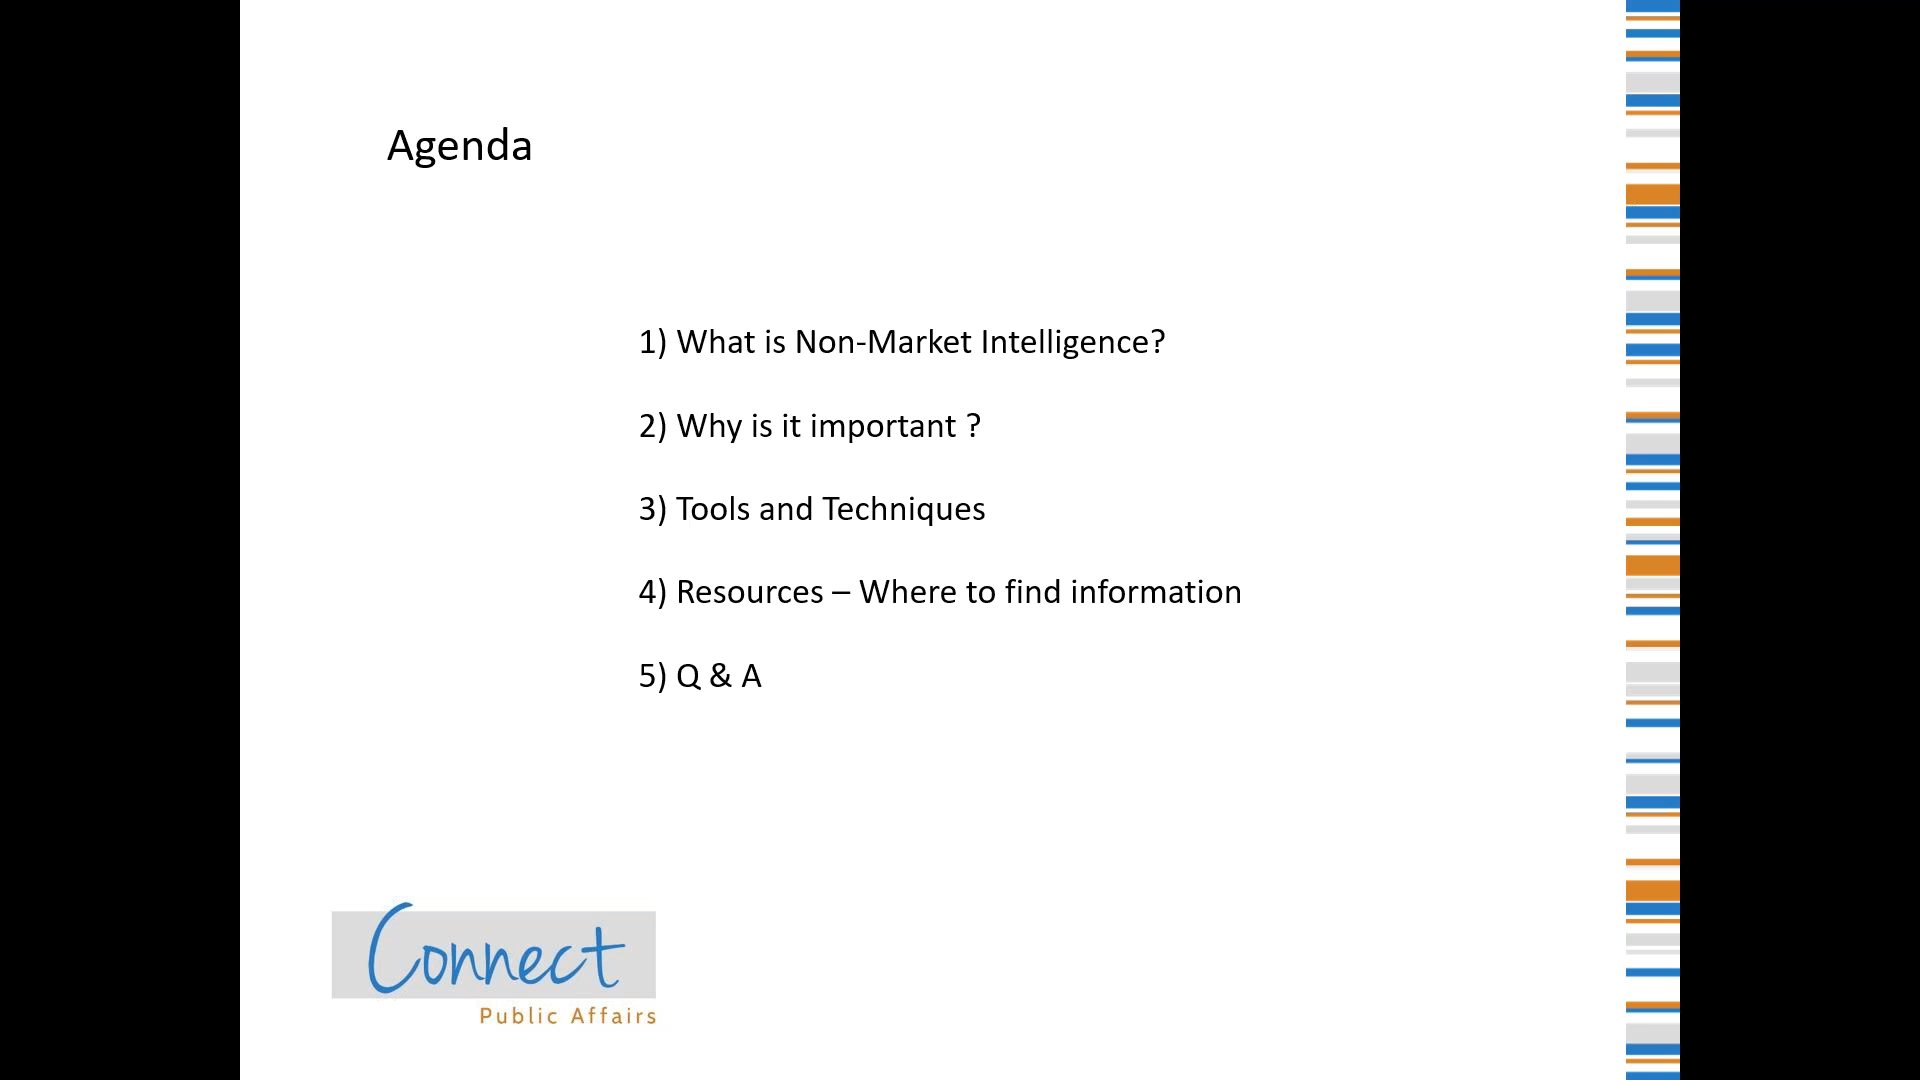 Agenda
1) What is Non-Market Intelligence?
2) Why is it important ?
3) Tools and Techniques
4) Resources – Where to find information
5) Q & A
Connect
Public Affairs